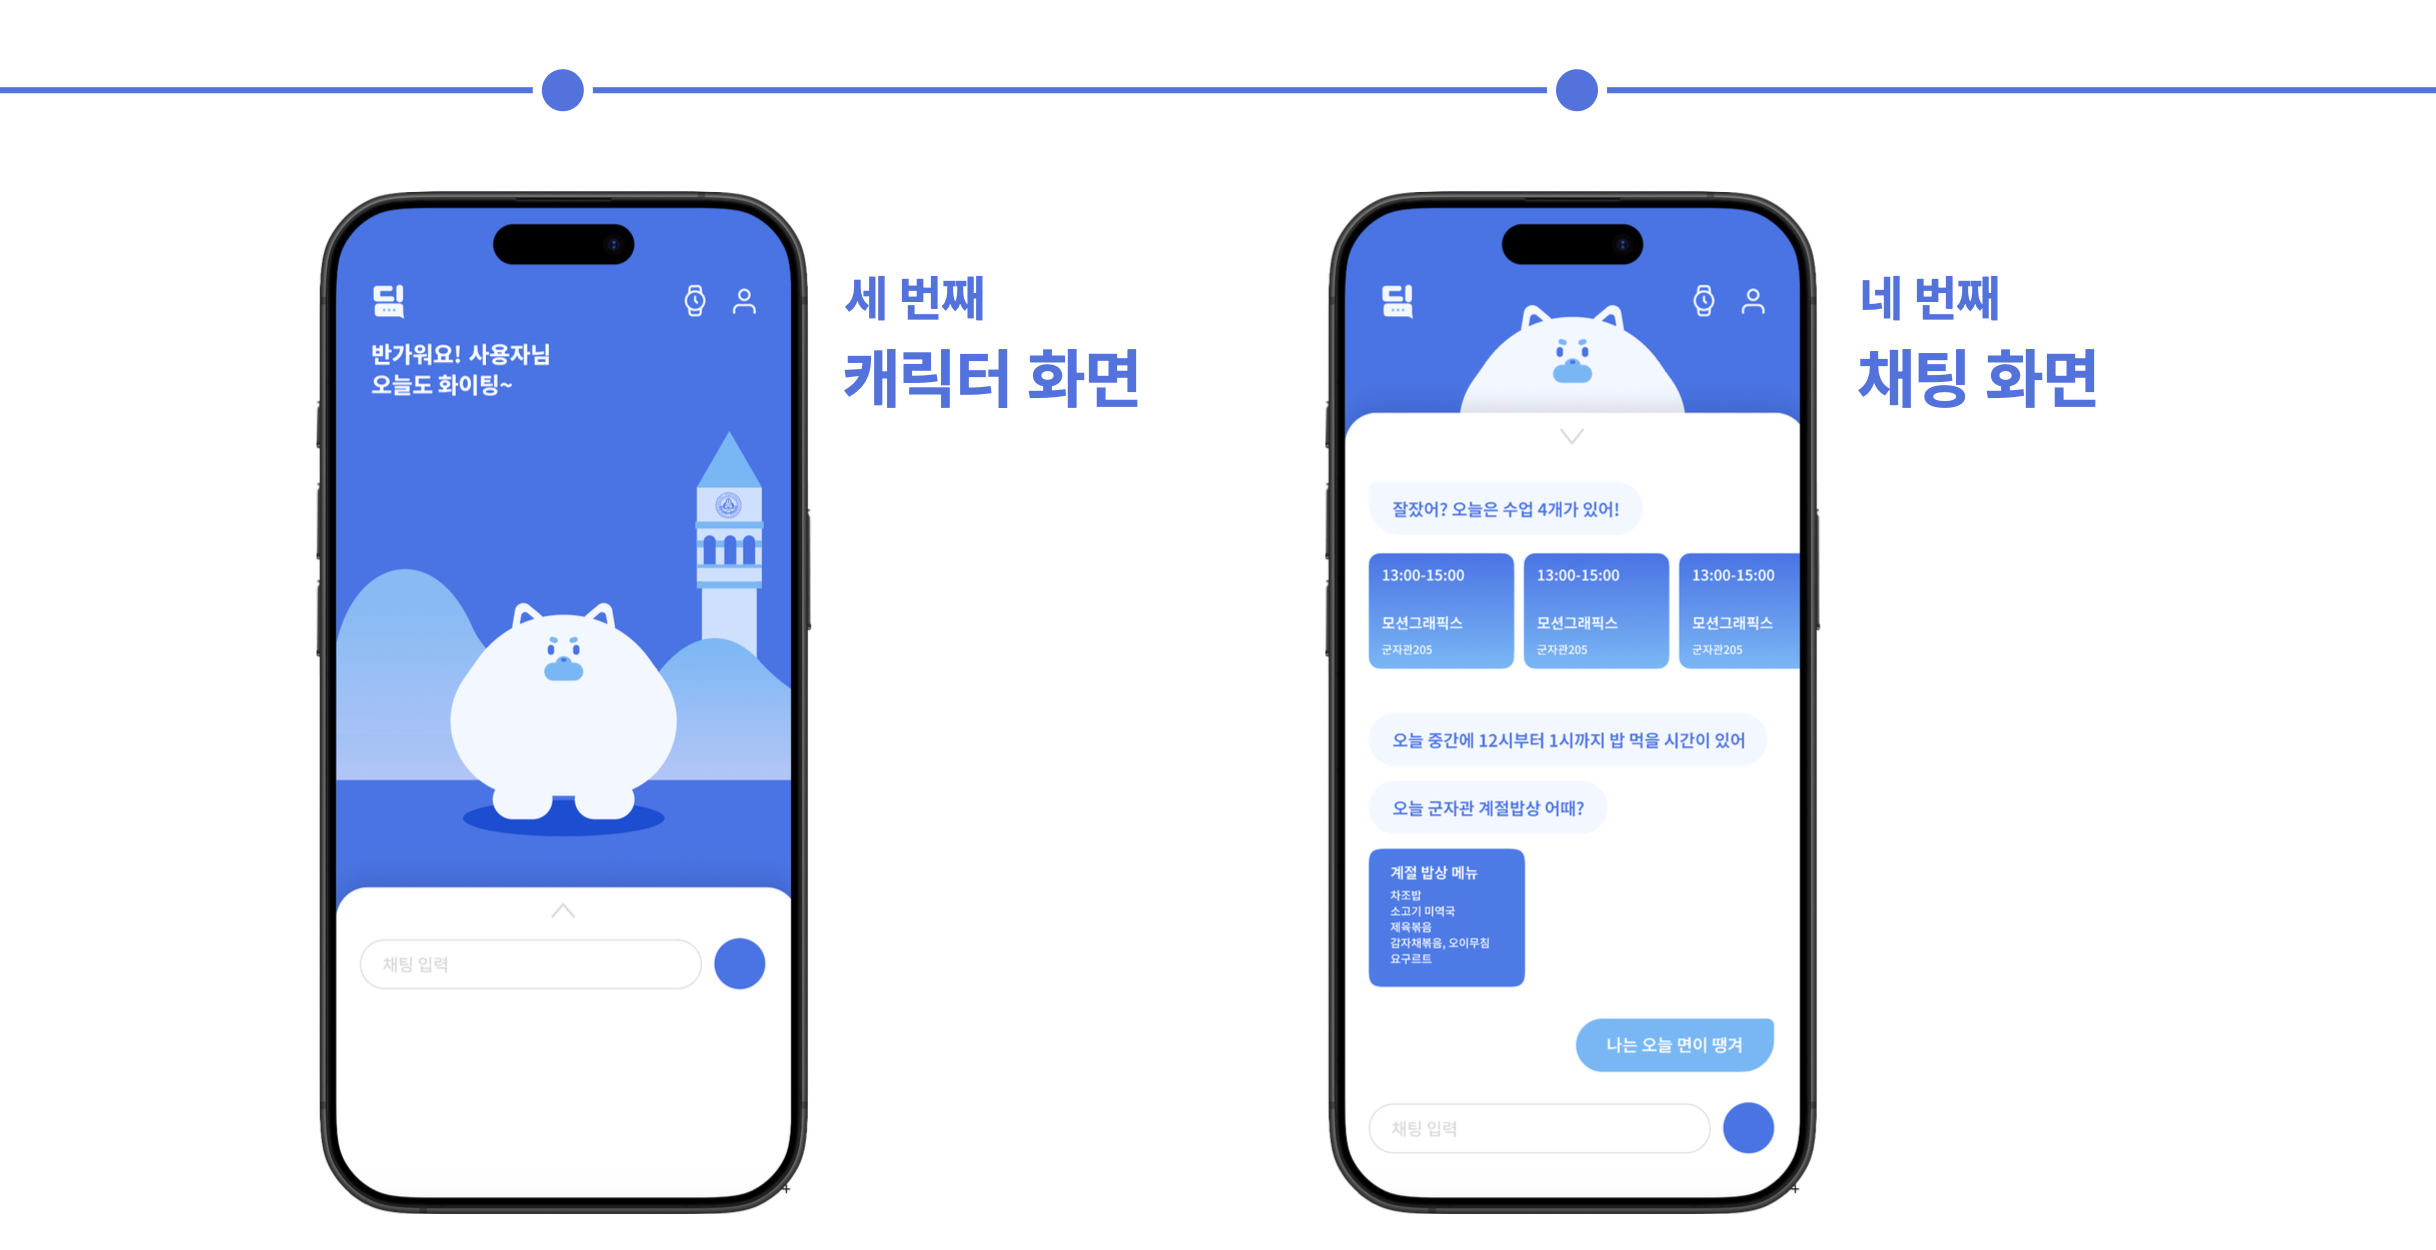 반가워요! 사용자님
오늘도 화이팅~
채팅 입력
세 번째
캐릭터 화면
잘잤어? 오늘은 수업 4개가 있어!
13:00-15:00
모션그래픽스
군자관205
13:00-15:00
모션그래픽스
군자관205
13:00-15:00
모션그래픽스
군자관205
오늘 중간에 12시부터 1시까지 밥 먹을 시간이 있어
오늘 군자관 계절밥상 어때?
계절 밥상 메뉴
차조밥
소고기 미역국
제육볶음
감자채볶음, 오이무침
요구르트
나는 오늘 면이 땡겨
채팅 입력
네 번째
채팅 화면